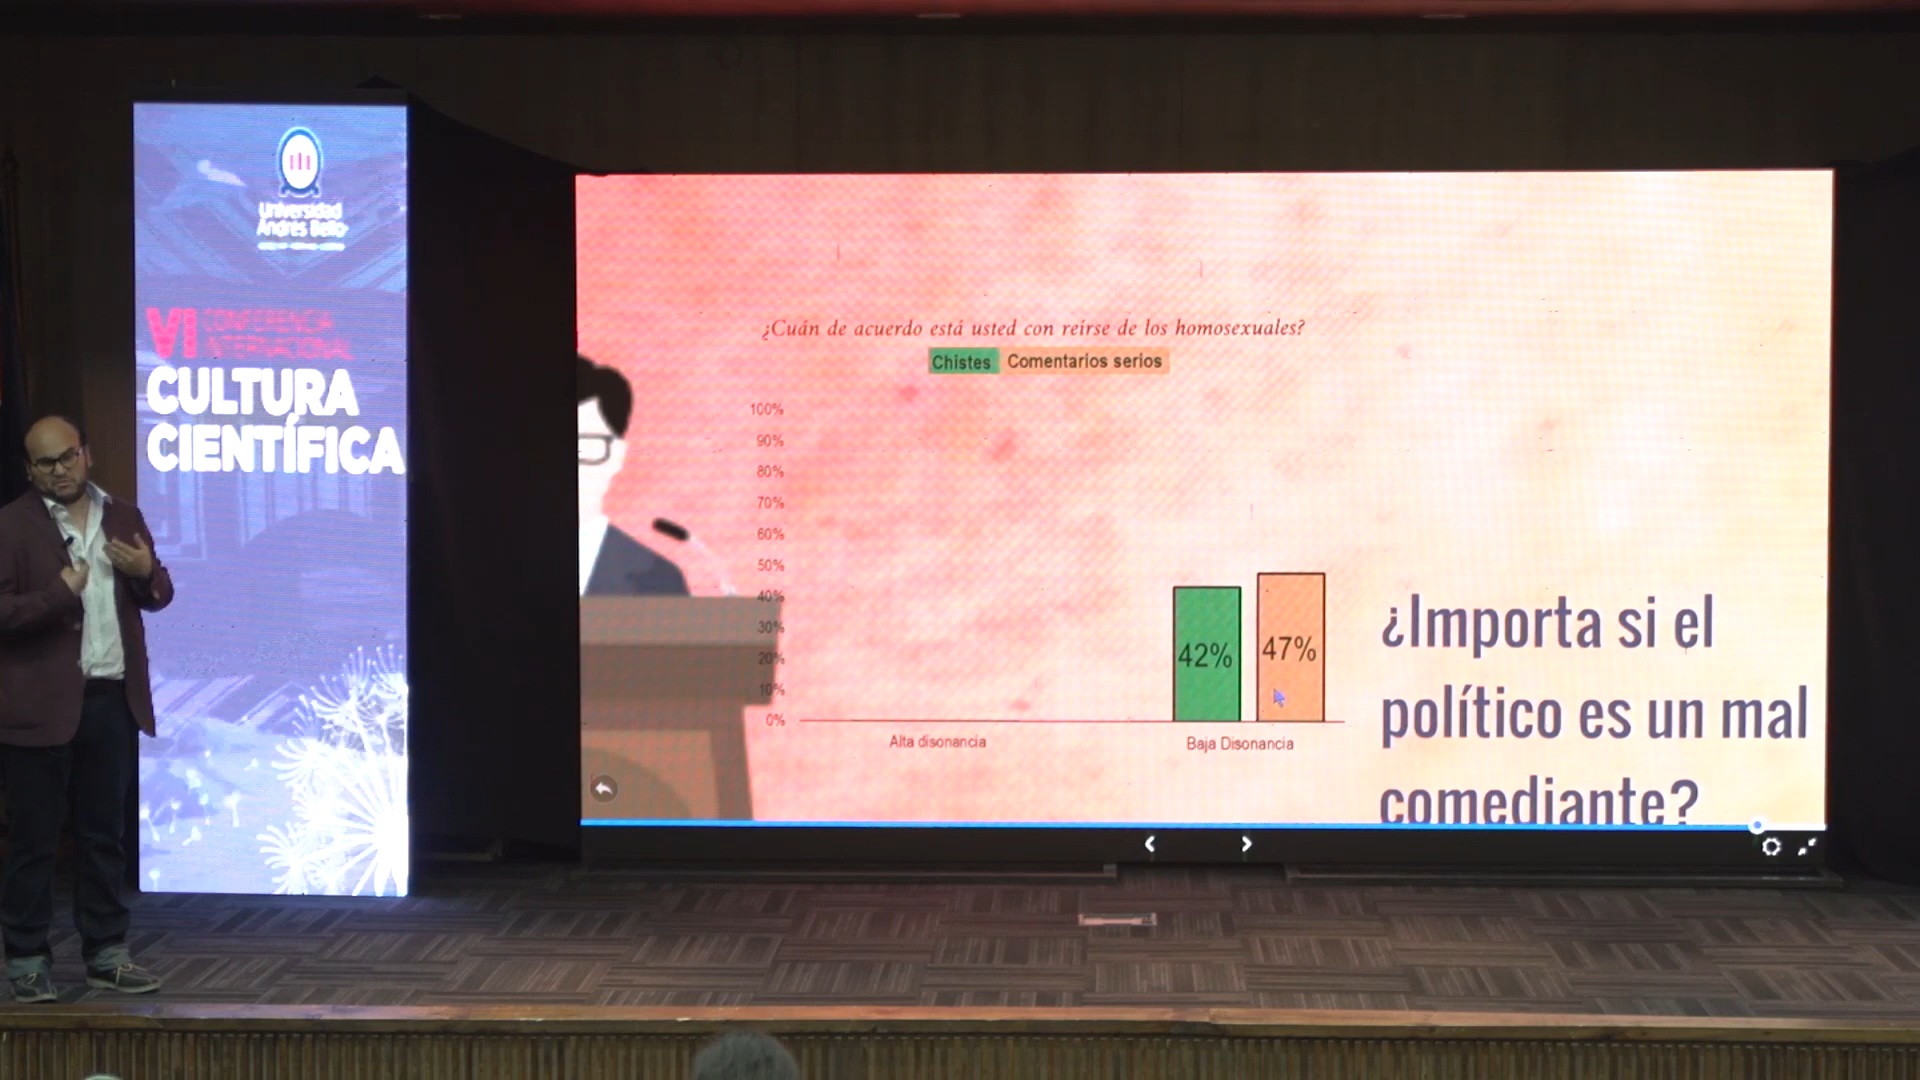 Universidad
Andrés Bello
VI CONFERENCIA
INTERNACIONAL
CULTURA
CIENTÍFICA
¿Cuán de acuerdo está usted con reírse de los homosexuales?
Chistes Comentarios serios
100%
90%
80%
70%
60%
50%
40%
30%
20%
10%
0%
42% 47%
Alta disonancia Baja Disonancia
¿Importa si el
político es un mal
comediante?